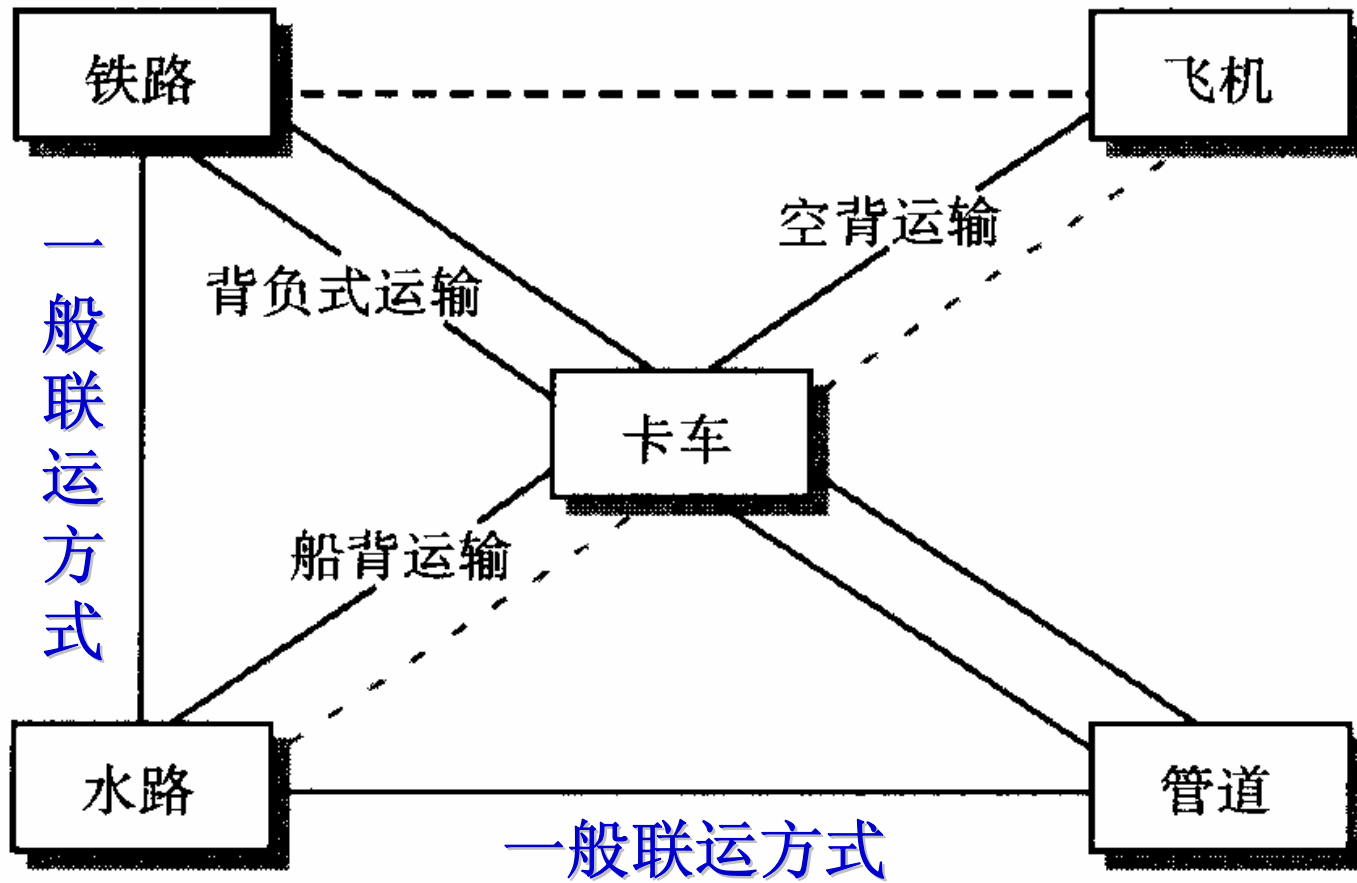 铁路
飞机
空背运输
一般联运方式
背负式运输
卡车
船背运输
水路
管道
一般联运方式